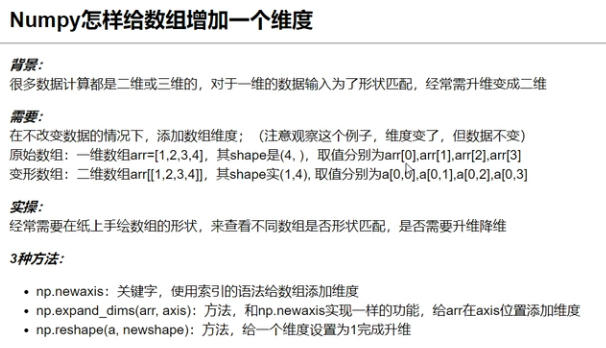 Numpy怎样给数组增加一个维度
背景：
很多数据计算都是二维或三维的，对于一维的数据输入为了形状匹配，经常需升维变成二维
需要：
在不改变数据的情况下，添加数组维度；（注意观察这个例子，维度变了，但数据不变）
原始数组：一维数组arr=[1,2,3,4]，其shape是(4, )，取值分别为arr[0],arr[1],arr[2],arr[3]
变形数组：二维数组arr[[1,2,3,4]]，其shape实(1,4), 取值分别为a[0,0],a[0,1],a[0,2],a[0,3]
实操：
经常需要在纸上手绘数组的形状，来查看不同数组是否形状匹配，是否需要升维降维
3种方法：
• np.newaxis：关键字，使用索引的语法给数组添加维度
• np.expand_dims(arr, axis)：方法，和np.newaxis实现一样的功能，给arr在axis位置添加维度
• np.reshape(a, newshape)：方法，给一个维度设置为1完成升维